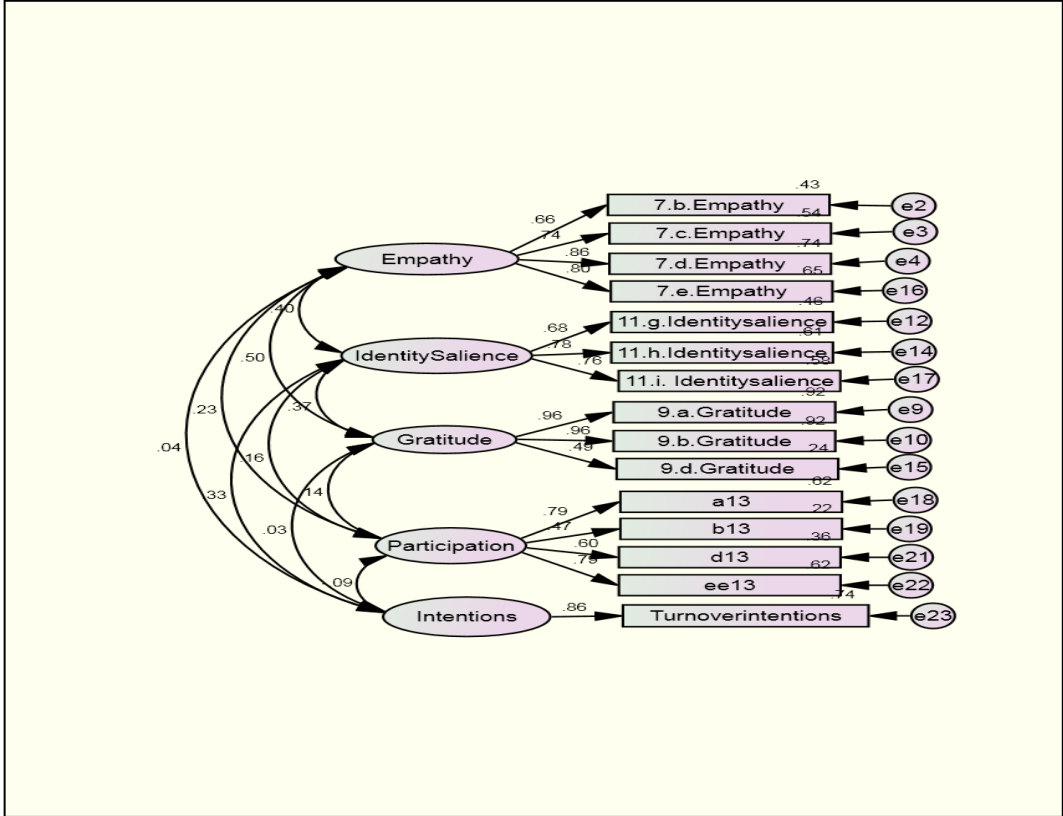 .43
.66
7.b.Empathy
e2
.54
.74
7.c.Empathy
e3
.74
Empathy
.86
7.d.Empathy
e4
.65
.80
7.e.Empathy
e16
.46
.40
.68
11.g.Identitysalience
e12
.61
IdentitySalience
.78
11.h.Identitysalience
e14
.58
.50
.76
11.i. Identitysalience
e17
.92
.23
.37
.96
9.a.Gratitude
e9
.92
Gratitude
.96
9.b.Gratitude
e10
.24
.04
.16
.49
9.d.Gratitude
e15
.62
.33
.14
.79
a13
e18
.22
.03
.47
b13
e19
.36
Participation
.60
d13
e21
.62
.09
.79
ee13
e22
.74
Intentions
.86
Turnoverintentions
e23